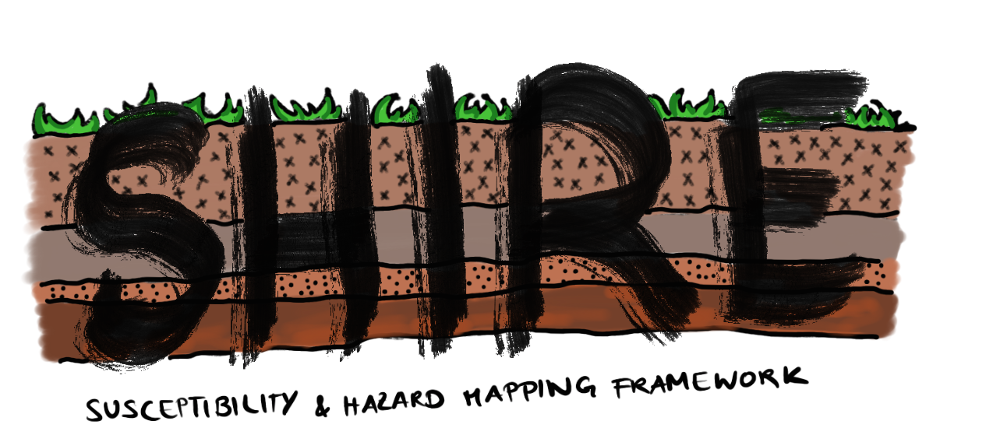 SHIRE
SUSCEPTIBILITY & HAZARD MAPPING FRAMEWORK